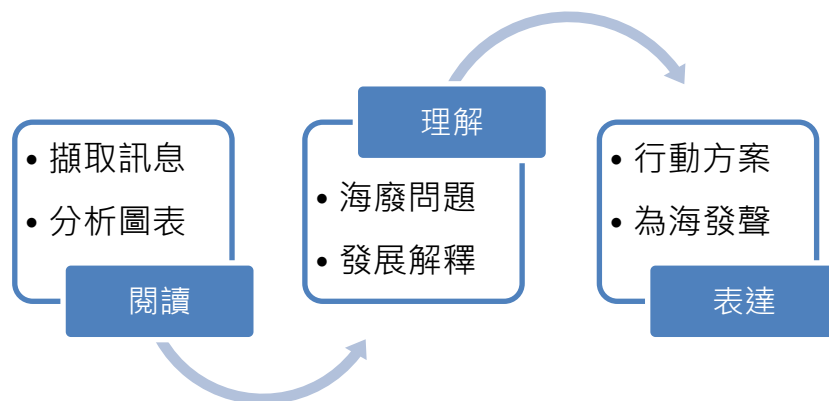 • 擷取訊息
• 分析圖表
閱讀
理解
• 海廢問題
• 發展解釋
• 行動方案
• 為海發聲
表達